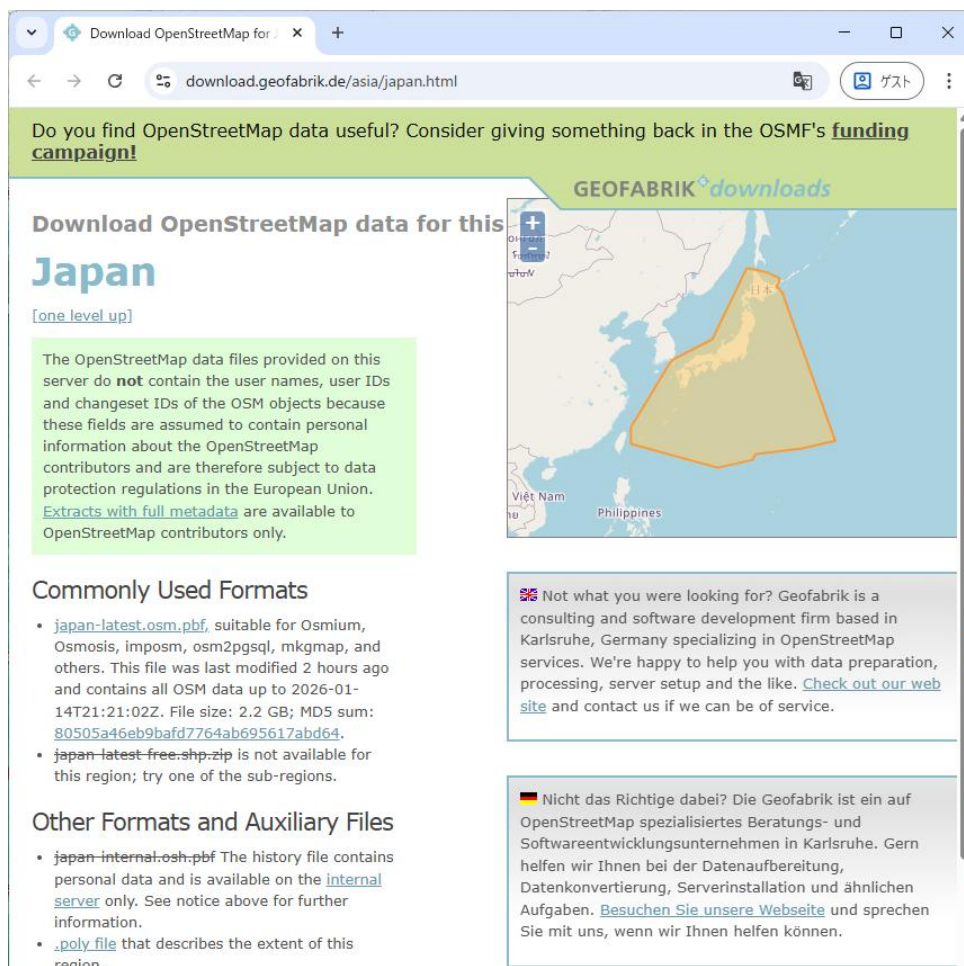 Download OpenStreetMap for J
download.geofabrik.de/asia/japan.html
ゲスト
Do you find OpenStreetMap data useful? Consider giving something back in the OSMF's funding
campaign!
GEOFABRIK downloads
Download OpenStreetMap data for this
Japan
[one level up]
The OpenStreetMap data files provided on this
server do not contain the user names, user IDs
and changeset IDs of the OSM objects because
these fields are assumed to contain personal
information about the OpenStreetMap
contributors and are therefore subject to data
protection regulations in the European Union.
Extracts with full metadata are available to
OpenStreetMap contributors only.
Commonly Used Formats
• japan-latest.osm.pbf, suitable for Osmium,
Osmosis, imposm, osm2pgsql, mkgmap, and
others. This file was last modified 2 hours ago
and contains all OSM data up to 2026-01-
14T21:21:02Z. File size: 2.2 GB; MD5 sum:
80505a46eb9bafd7764ab695617abd64.
• japan-latest-free.shp.zip is not available for
this region; try one of the sub-regions.
Other Formats and Auxiliary Files
• japan-internal.osh.pbf The history file contains
personal data and is available on the internal
server only. See notice above for further
information.
• .poly file that describes the extent of this
region.
+
−
日本
Việt Nam
Philippines
Not what you were looking for? Geofabrik is a
consulting and software development firm based in
Karlsruhe, Germany specializing in OpenStreetMap
services. We're happy to help you with data preparation,
processing, server setup and the like. Check out our web
site and contact us if we can be of service.
Nicht das Richtige dabei? Die Geofabrik ist ein auf
OpenStreetMap spezialisiertes Beratungs- und
Softwareentwicklungsunternehmen in Karlsruhe. Gern
helfen wir Ihnen bei der Datenaufbereitung,
Datenkonvertierung, Serverinstallation und ähnlichen
Aufgaben. Besuchen Sie unsere Webseite und sprechen
Sie mit uns, wenn wir Ihnen helfen können.